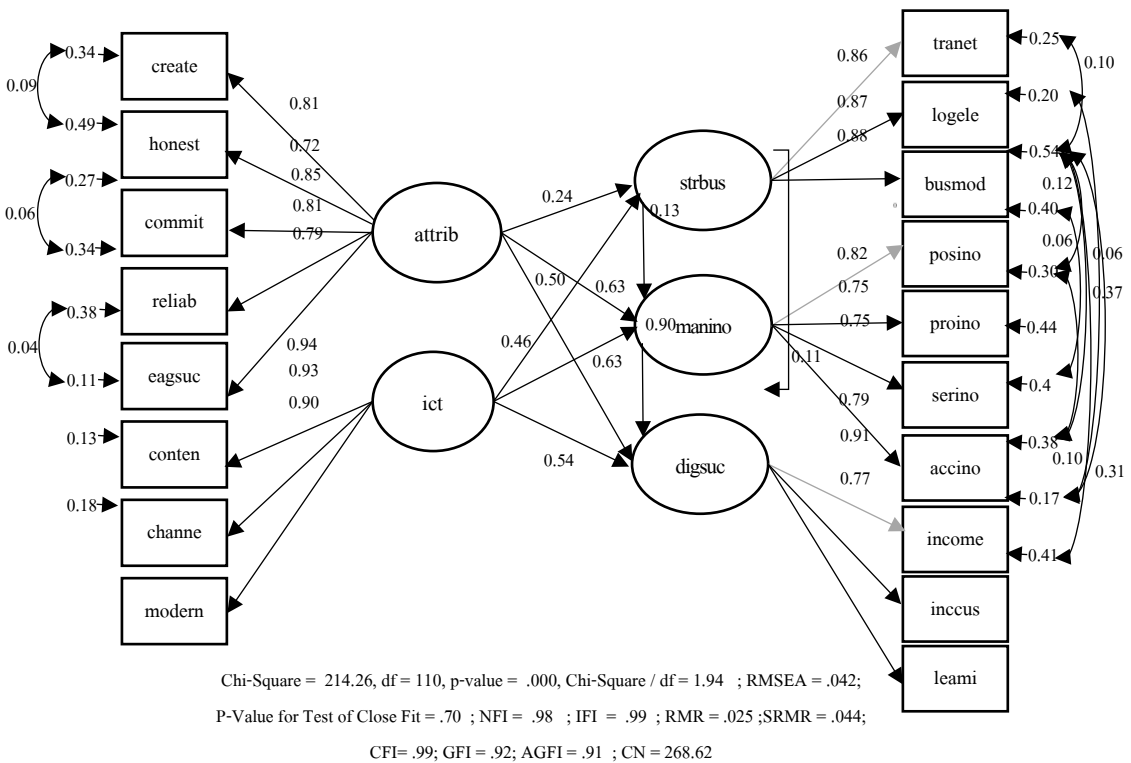 create
honest
commit
reliab
eagsuc
conten
channe
modern
0.34
0.49
0.27
0.34
0.38
0.11
0.13
0.18
0.09
0.06
0.04
0.81
0.72
0.85
0.81
0.79
0.94
0.93
0.90
attrib
ict
0.24
0.50
0.63
0.46
0.63
0.54
0.13
0.90
0.11
strbus
manino
digsuc
0.86
0.87
0.88
0.82
0.75
0.75
0.79
0.91
0.77
tranet
logele
busmod
posino
proino
serino
accino
income
inccus
leami
0.25
0.20
0.54
0.40
0.30
0.44
0.4
0.38
0.17
0.41
0.10
0.12
0.06
0.06
0.37
0.10
0.31
Chi-Square = 214.26, df = 110, p-value = .000, Chi-Square / df = 1.94 ; RMSEA = .042;
P-Value for Test of Close Fit = .70 ; NFI = .98 ; IFI = .99 ; RMR = .025 ;SRMR = .044;
CFI= .99; GFI = .92; AGFI = .91 ; CN = 268.62